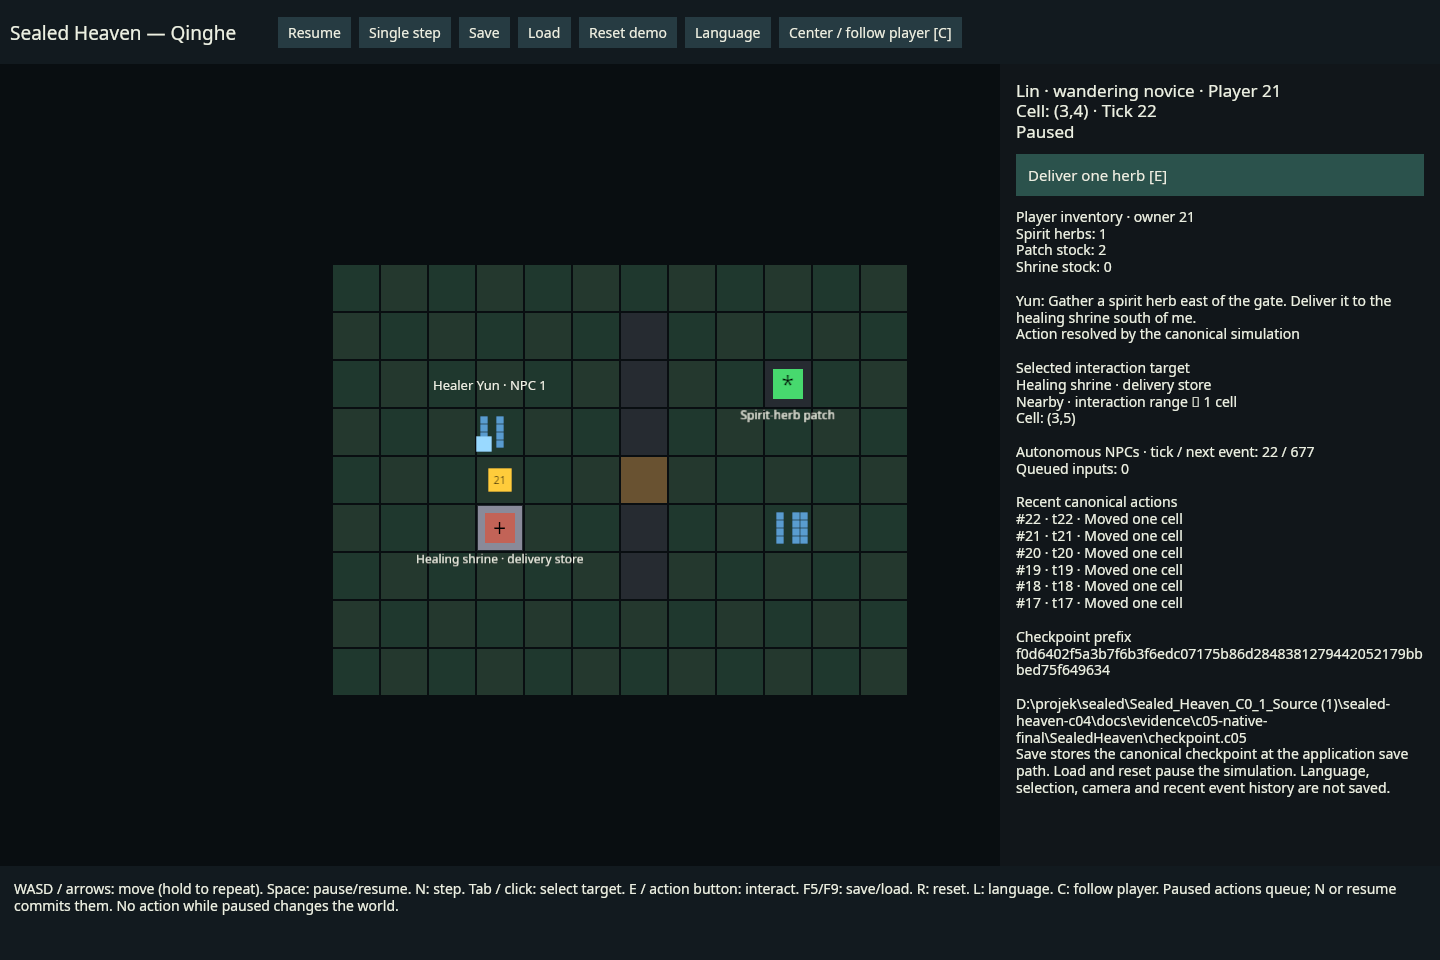 Sealed Heaven — Qinghe
Resume
Single step
Save
Load
Reset demo
Language
Center / follow player [C]
Lin · wandering novice · Player 21
Cell: (3,4) · Tick 22
Paused
Deliver one herb [E]
Player inventory · owner 21
Spirit herbs: 1
Patch stock: 2
Shrine stock: 0
Yun: Gather a spirit herb east of the gate. Deliver it to the
healing shrine south of me.
Action resolved by the canonical simulation
Selected interaction target
Healing shrine · delivery store
Nearby · interaction range ▯ 1 cell
Cell: (3,5)
Autonomous NPCs · tick / next event: 22 / 677
Queued inputs: 0
Recent canonical actions
#22 · t22 · Moved one cell
#21 · t21 · Moved one cell
#20 · t20 · Moved one cell
#19 · t19 · Moved one cell
#18 · t18 · Moved one cell
#17 · t17 · Moved one cell
Checkpoint prefix
f0d6402f5a3b7f6b3f6edc07175b86d2848381279442052179bb
bed75f649634
D:\projek\sealed\Sealed_Heaven_C0_1_Source (1)\sealed-
heaven-c04\docs\evidence\c05-native-
final\SealedHeaven\checkpoint.c05
Save stores the canonical checkpoint at the application save
path. Load and reset pause the simulation. Language,
selection, camera and recent event history are not saved.
Healer Yun · NPC 1
*
Spirit herb patch
21
+
Healing shrine · delivery store
WASD / arrows: move (hold to repeat). Space: pause/resume. N: step. Tab / click: select target. E / action button: interact. F5/F9: save/load. R: reset. L: language. C: follow player. Paused actions queue; N or resume
commits them. No action while paused changes the world.